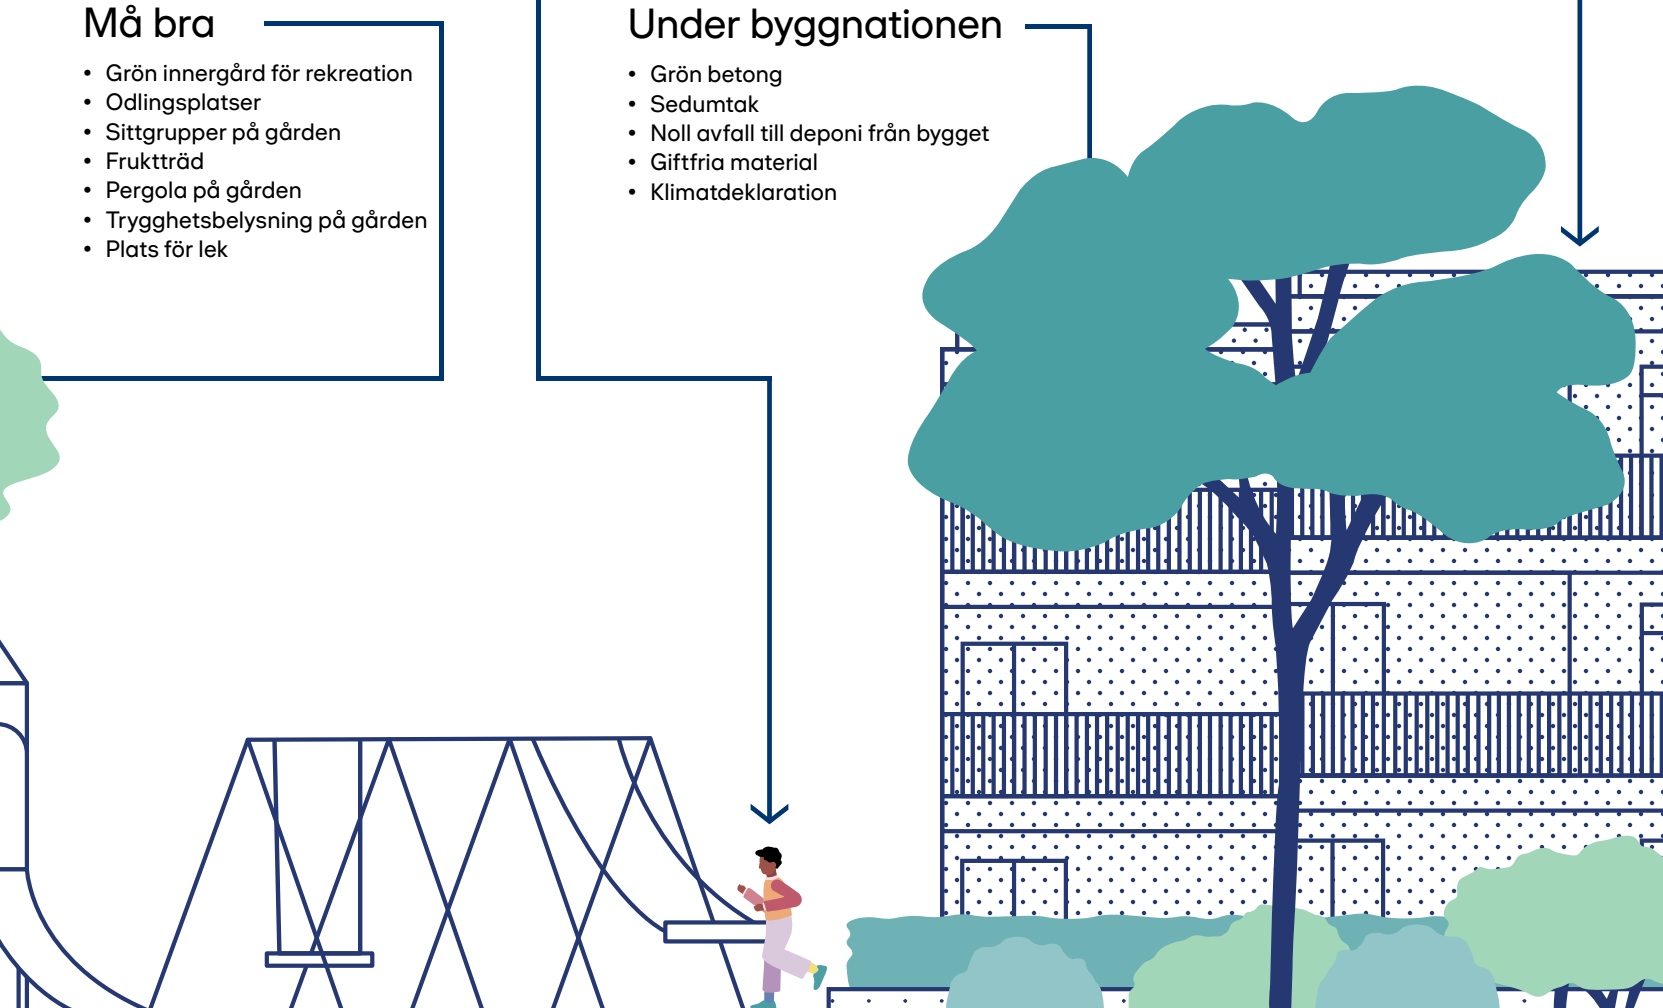 Må bra
• Grön innergård för rekreation
• Odlingsplatser
• Sittgrupper på gården
• Fruktträd
• Pergola på gården
• Trygghetsbelysning på gården
• Plats för lek
Under byggnationen
• Grön betong
• Sedumtak
• Noll avfall till deponi från bygget
• Giftfria material
• Klimatdeklaration